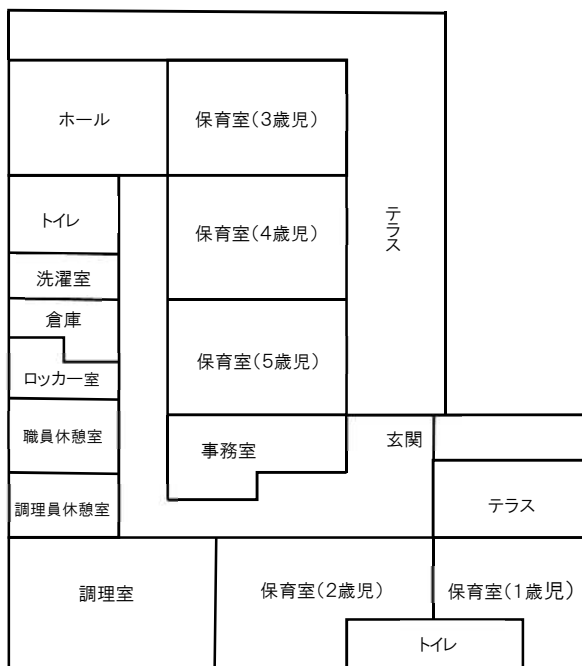 ホール
保育室(3歳児)
トイレ
保育室(4歳児)
テラス
洗濯室
倉庫
保育室(5歳児)
ロッカー室
職員休憩室
事務室
玄関
調理員休憩室
テラス
調理室
保育室(2歳児)
保育室(1歳児)
トイレ